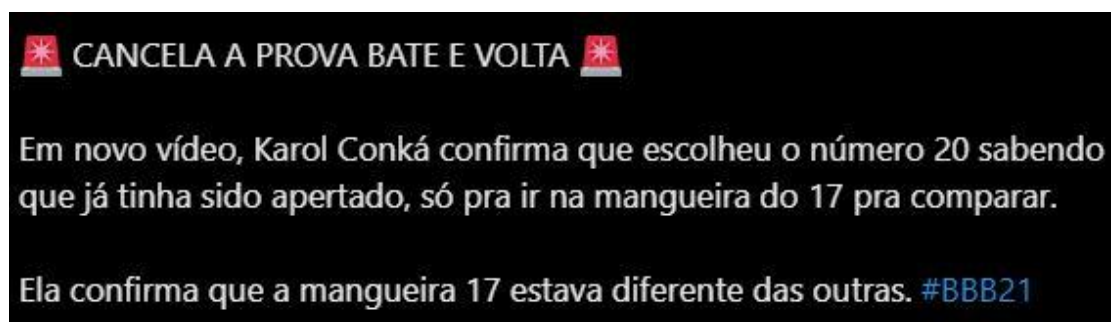 🚨 CANCELA A PROVA BATE E VOLTA 🚨
Em novo vídeo, Karol Conká confirma que escolheu o número 20 sabendo
que já tinha sido apertado, só pra ir na mangueira do 17 pra comparar.
Ela confirma que a mangueira 17 estava diferente das outras. #BBB21